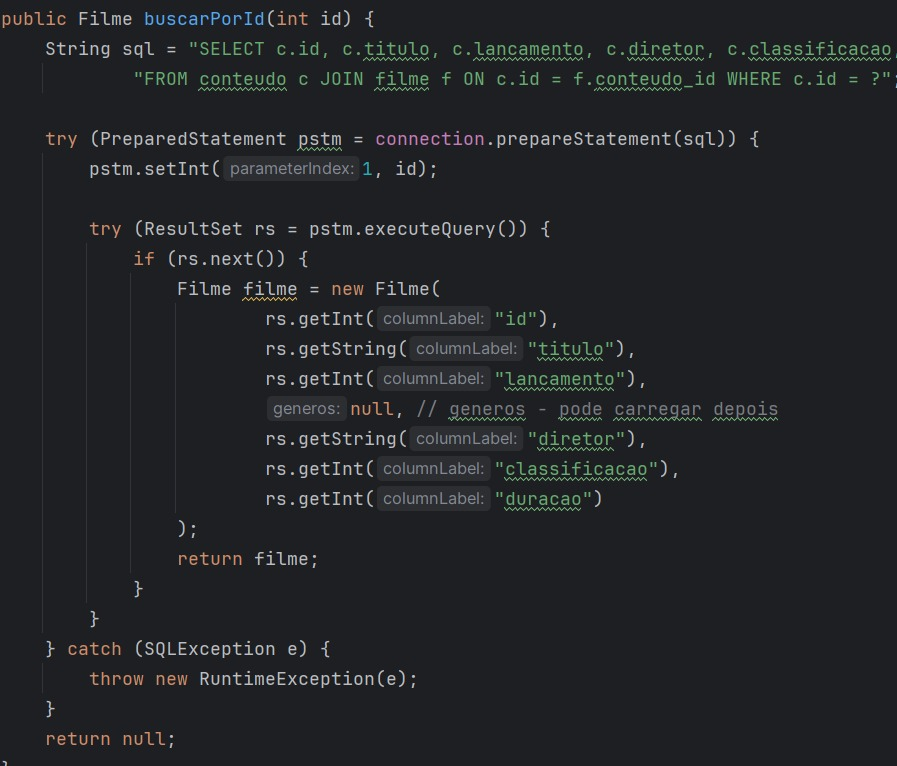 public Filme buscarPorId(int id) {
String sql = "SELECT c.id, c.titulo, c.lancamento, c.diretor, c.classificacao,
"FROM conteudo c JOIN filme f ON c.id = f.conteudo_id WHERE c.id = ?";
try (PreparedStatement pstm = connection.prepareStatement(sql)) {
pstm.setInt( parameterIndex: 1, id);
try (ResultSet rs = pstm.executeQuery()) {
if (rs.next()) {
Filme filme = new Filme(
rs.getInt( columnLabel: "id"),
rs.getString( columnLabel: "titulo"),
rs.getInt( columnLabel: "lancamento"),
generos: null, // generos - pode carregar depois
rs.getString( columnLabel: "diretor"),
rs.getInt( columnLabel: "classificacao"),
rs.getInt( columnLabel: "duracao")
);
return filme;
}
}
} catch (SQLException e) {
throw new RuntimeException(e);
}
return null;
}